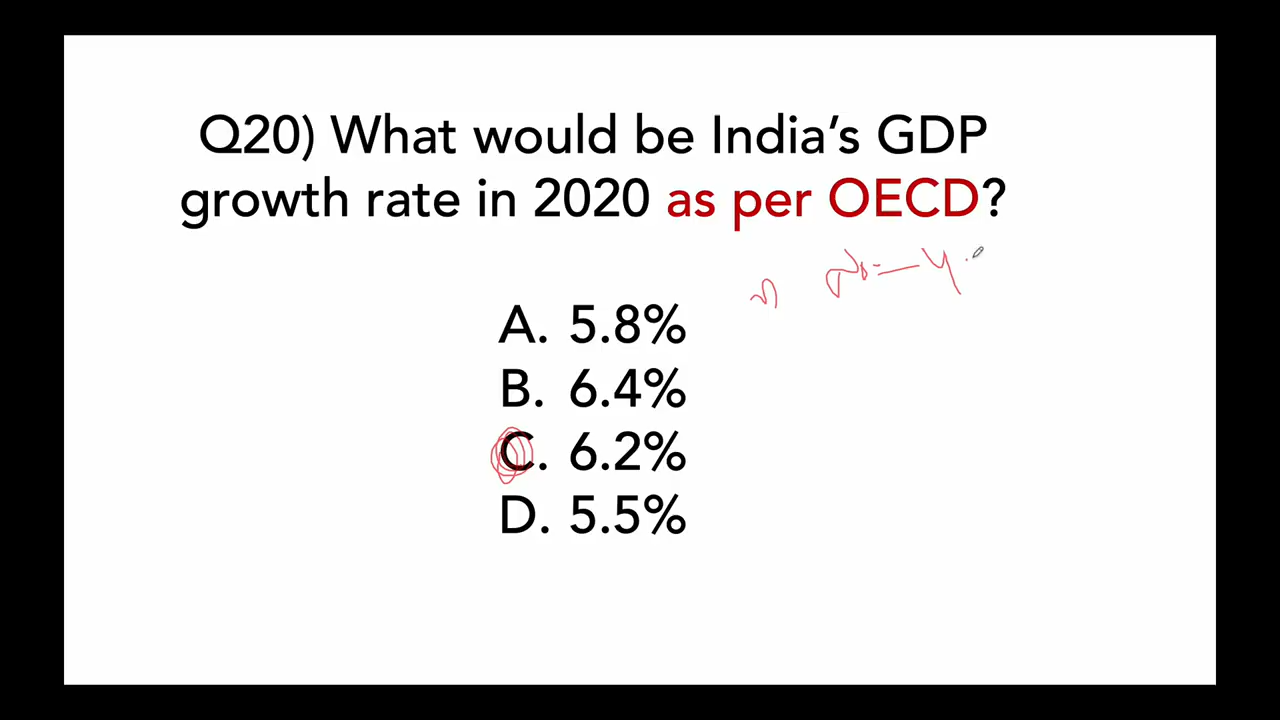 Q20) What would be India's GDP
growth rate in 2020 as per OECD?
A. 5.8%
B. 6.4%
C. 6.2%
D. 5.5%